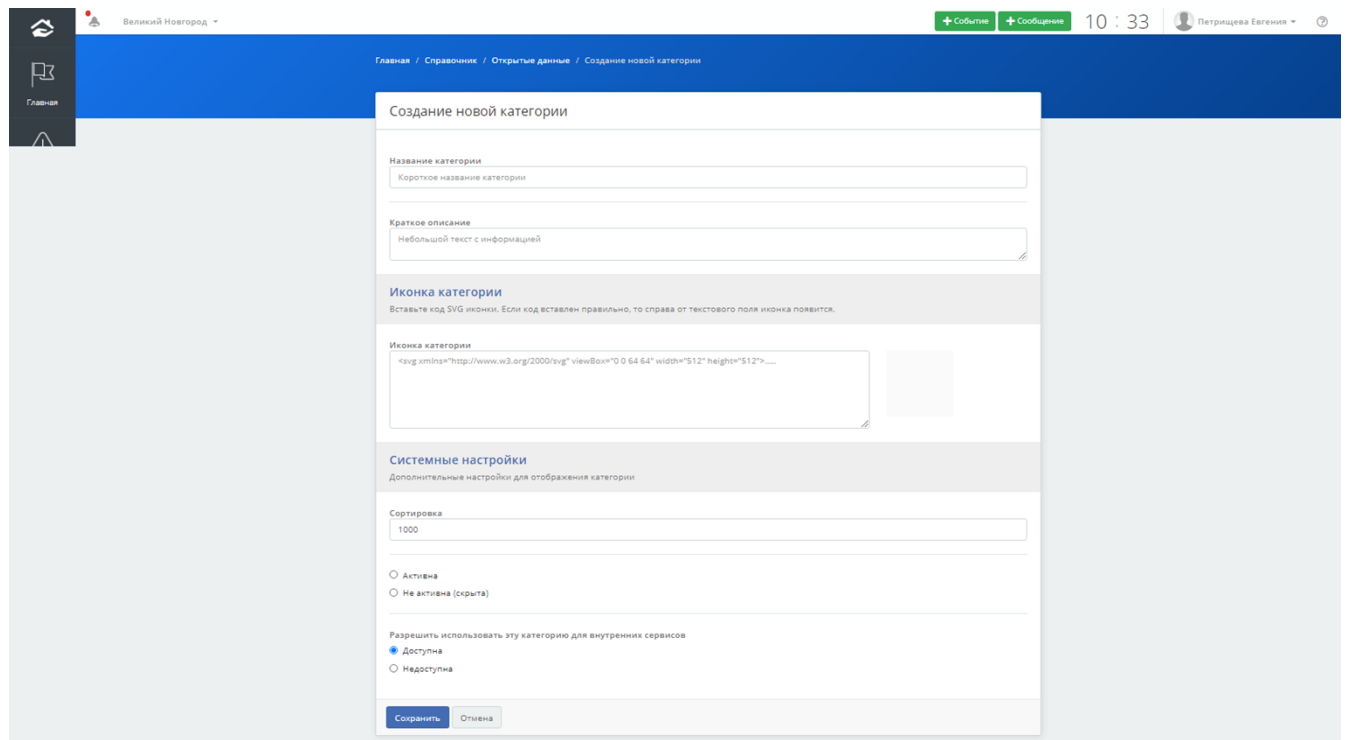 Великий Новгород
+ Событие
+ Сообщение
10 : 33
Петрищева Евгения
Главная
Главная / Справочник / Открытые данные / Создание новой категории
Создание новой категории
Название категории
Короткое название категории
Краткое описание
Небольшой текст с информацией
Иконка категории
Вставьте код SVG иконки. Если код вставлен правильно, то справа от текстового поля иконка появится.
Иконка категории
<svg xmlns="http://www.w3.org/2000/svg" viewBox="0 0 64 64" width="512" height="512">.....
Системные настройки
Дополнительные настройки для отображения категории
Сортировка
1000
Активна
Не активна (скрыта)
Разрешить использовать эту категорию для внутренних сервисов
Доступна
Недоступна
Сохранить
Отмена